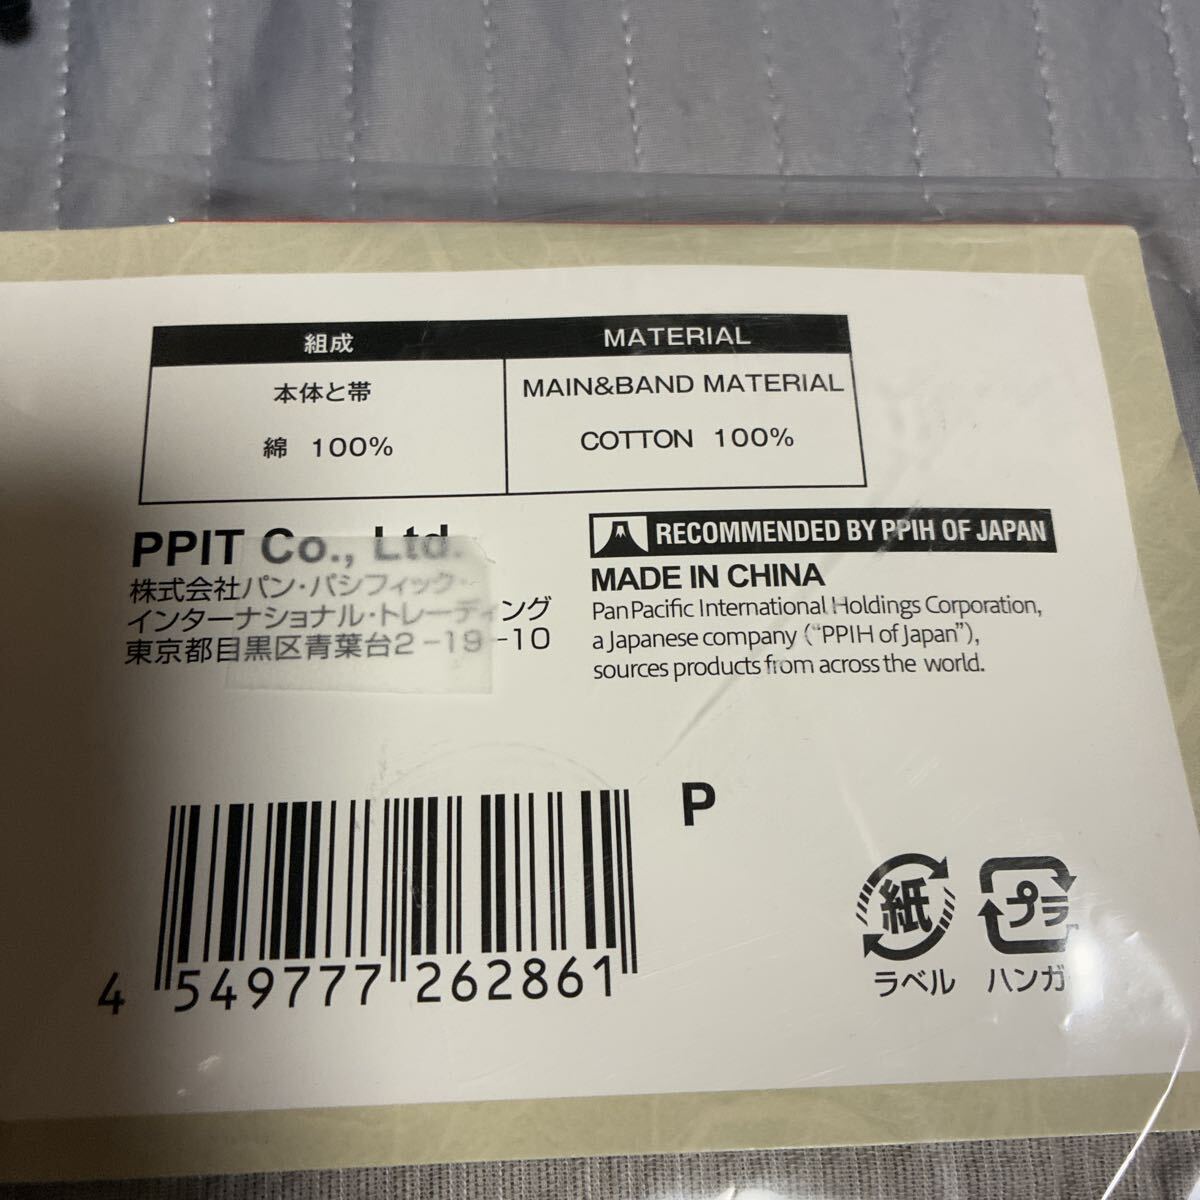 組成 MATERIAL
本体と帯 MAIN&BAND MATERIAL
綿 100% COTTON 100%
PPIT Co., Ltd.
株式会社パン・パシフィック・
インターナショナル・トレーディング
東京都目黒区青葉台2-19-10
RECOMMENDED BY PPIH OF JAPAN
MADE IN CHINA
Pan Pacific International Holdings Corporation,
a Japanese company ("PPIH of Japan"),
sources products from across the world.
P
4 549777 262861
紙 プラ
ラベル ハンガー